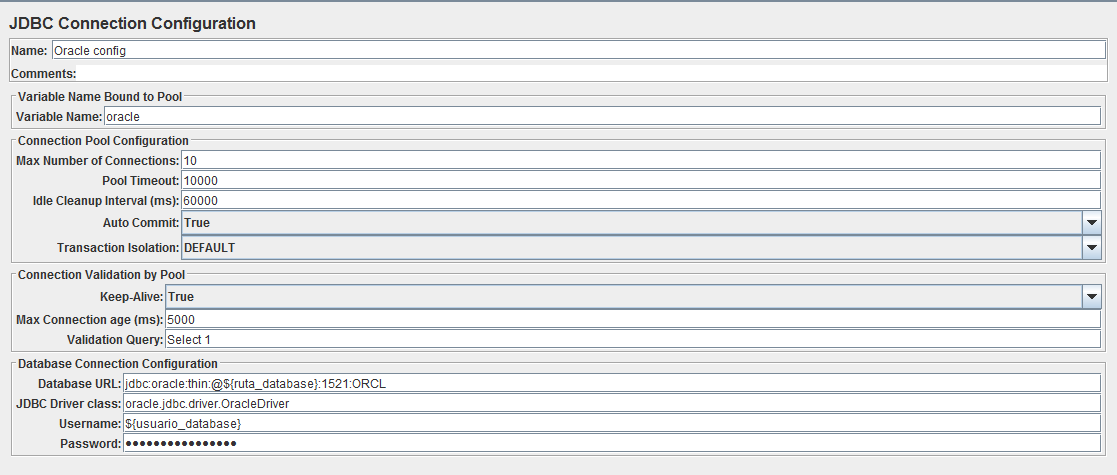 JDBC Connection Configuration
Name: Oracle config
Comments:
Variable Name Bound to Pool
Variable Name: oracle
Connection Pool Configuration
Max Number of Connections: 10
Pool Timeout: 10000
Idle Cleanup Interval (ms): 60000
Auto Commit: True
Transaction Isolation: DEFAULT
Connection Validation by Pool
Keep-Alive: True
Max Connection age (ms): 5000
Validation Query: Select 1
Database Connection Configuration
Database URL: jdbc:oracle:thin:@${ruta_database}:1521:ORCL
JDBC Driver class: oracle.jdbc.driver.OracleDriver
Username: ${usuario_database}
Password: ●●●●●●●●●●●●●●●●